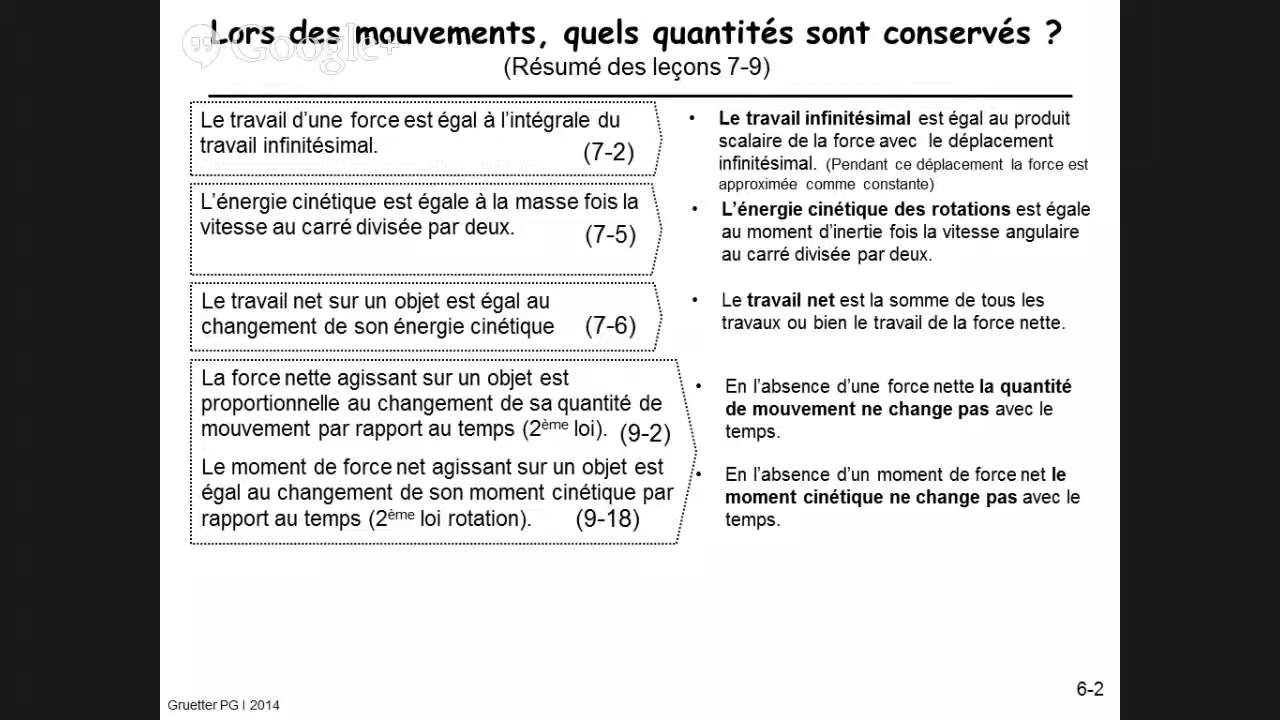 Lors des mouvements, quels quantités sont conservés ?
Google+
(Résumé des leçons 7-9)
Le travail d’une force est égal à l’intégrale du
travail infinitésimal.
(7-2)
• Le travail infinitésimal est égal au produit
scalaire de la force avec le déplacement
infinitésimal. (Pendant ce déplacement la force est
approximée comme constante)
L’énergie cinétique est égale à la masse fois la
vitesse au carré divisée par deux.
(7-5)
• L’énergie cinétique des rotations est égale
au moment d’inertie fois la vitesse angulaire
au carré divisée par deux.
Le travail net sur un objet est égal au
changement de son énergie cinétique (7-6)
• Le travail net est la somme de tous les
travaux ou bien le travail de la force nette.
La force nette agissant sur un objet est
proportionnelle au changement de sa quantité de
mouvement par rapport au temps (2ème loi). (9-2)
• En l’absence d’une force nette la quantité
de mouvement ne change pas avec le
temps.
Le moment de force net agissant sur un objet est
égal au changement de son moment cinétique par
rapport au temps (2ème loi rotation). (9-18)
• En l’absence d’un moment de force net le
moment cinétique ne change pas avec le
temps.
6-2
Gruetter PG I 2014